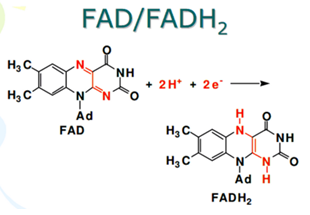 FAD/FADH₂
O
H₃C
N
NH
+ 2H⁺ + 2e⁻
H₃C
N
N
O
Ad
FAD
H
N
O
H₃C
NH
H₃C
N
N
O
Ad
H
FADH₂